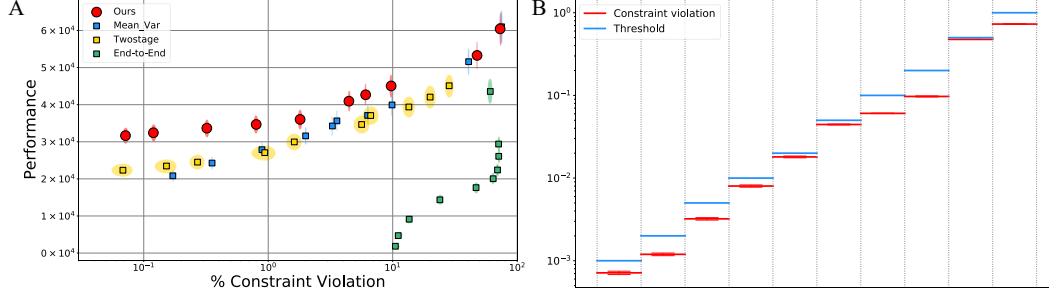 A
Ours
Mean_Var
Twostage
End-to-End
Performance
6 × 10⁴
5 × 10⁴
4 × 10⁴
3 × 10⁴
2 × 10⁴
1 × 10⁴
0 × 10⁴
10⁻¹
10⁰
10¹
10²
% Constraint Violation
B
Constraint violation
Threshold
10⁰
10⁻¹
10⁻²
10⁻³